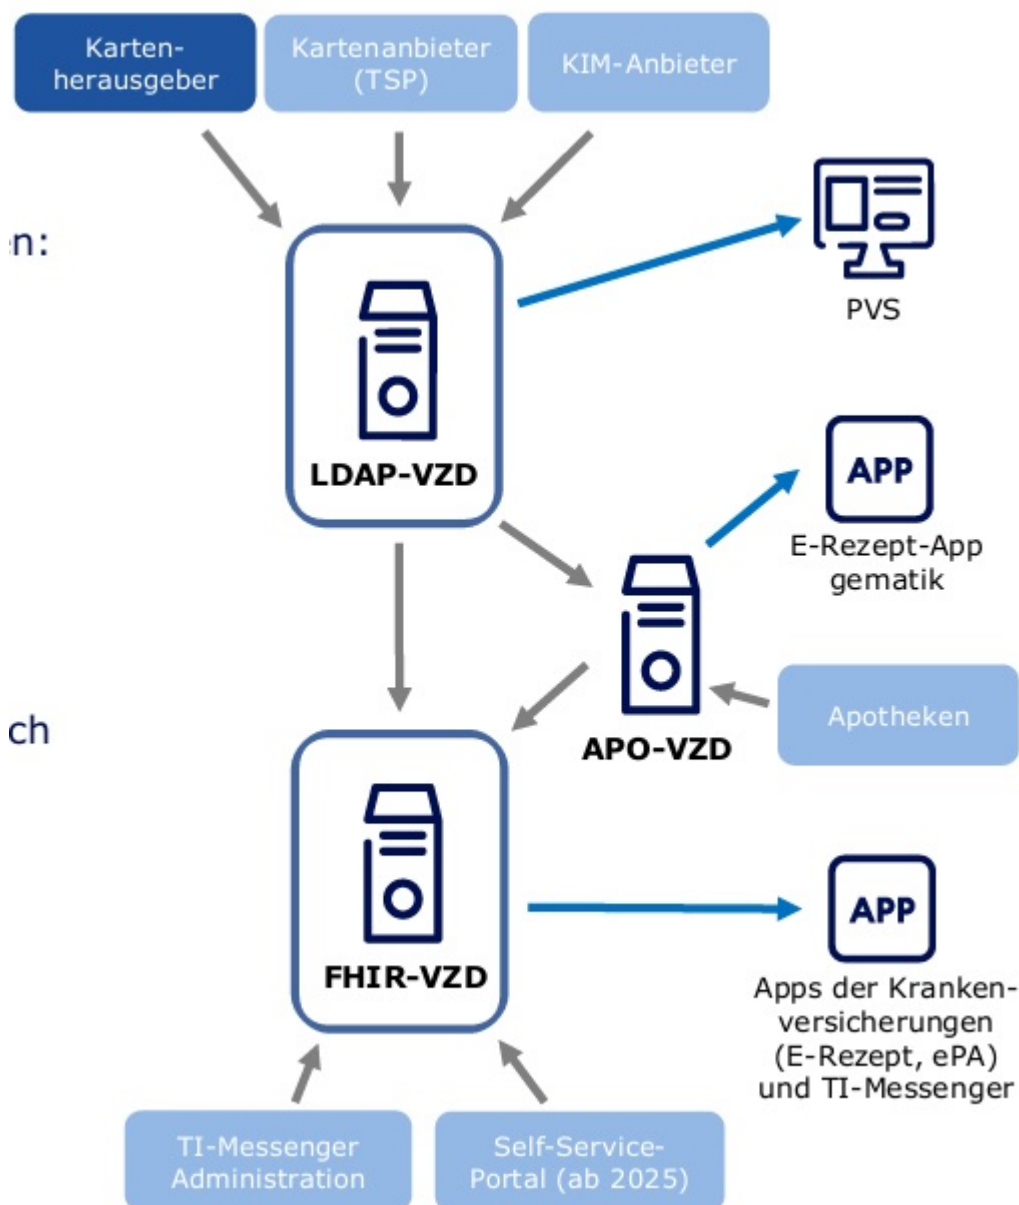 Karten-
herausgeber
Kartenanbieter
(TSP)
KIM-Anbieter
n:
PVS
LDAP-VZD
APP
E-Rezept-App
gematik
Apotheken
ch
APO-VZD
APP
FHIR-VZD
Apps der Kranken-
versicherungen
(E-Rezept, ePA)
und TI-Messenger
TI-Messenger
Administration
Self-Service-
Portal (ab 2025)